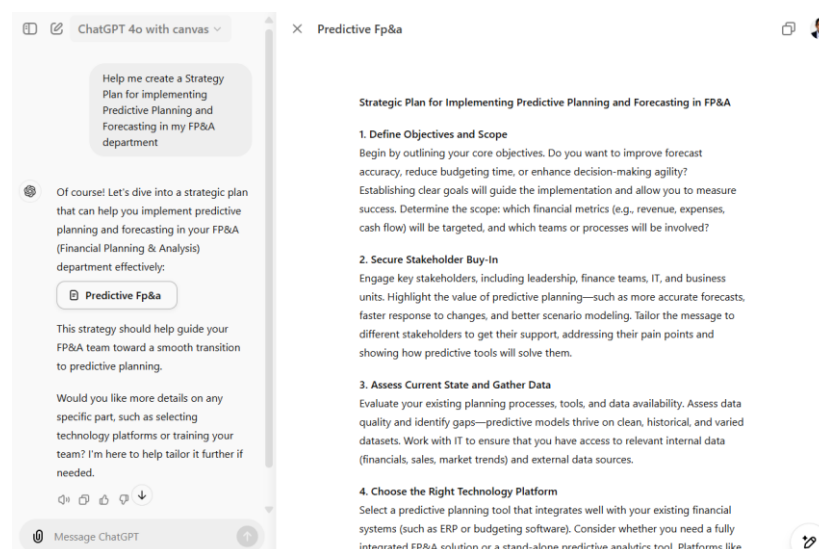 ChatGPT 4o with canvas
Help me create a Strategy
Plan for implementing
Predictive Planning and
Forecasting in my FP&A
department
Of course! Let's dive into a strategic plan
that can help you implement predictive
planning and forecasting in your FP&A
(Financial Planning & Analysis)
department effectively:
Predictive Fp&a
This strategy should help guide your
FP&A team toward a smooth transition
to predictive planning.
Would you like more details on any
specific part, such as selecting
technology platforms or training your
team? I'm here to help tailor it further if
needed.
Message ChatGPT
Predictive Fp&a
Strategic Plan for Implementing Predictive Planning and Forecasting in FP&A
1. Define Objectives and Scope
Begin by outlining your core objectives. Do you want to improve forecast
accuracy, reduce budgeting time, or enhance decision-making agility?
Establishing clear goals will guide the implementation and allow you to measure
success. Determine the scope: which financial metrics (e.g., revenue, expenses,
cash flow) will be targeted, and which teams or processes will be involved?
2. Secure Stakeholder Buy-In
Engage key stakeholders, including leadership, finance teams, IT, and business
units. Highlight the value of predictive planning—such as more accurate forecasts,
faster response to changes, and better scenario modeling. Tailor the message to
different stakeholders to get their support, addressing their pain points and
showing how predictive tools will solve them.
3. Assess Current State and Gather Data
Evaluate your existing planning processes, tools, and data availability. Assess data
quality and identify gaps—predictive models thrive on clean, historical, and varied
datasets. Work with IT to ensure that you have access to relevant internal data
(financials, sales, market trends) and external data sources.
4. Choose the Right Technology Platform
Select a predictive planning tool that integrates well with your existing financial
systems (such as ERP or budgeting software). Consider whether you need a fully
integrated FP&A solution or a stand-alone predictive analytics tool. Platforms like